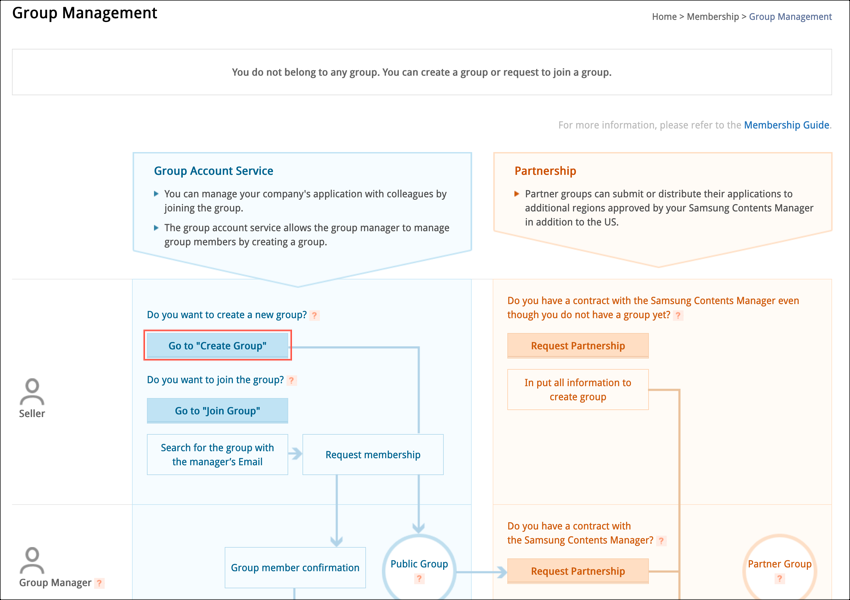 Group Management
Home > Membership > Group Management
You do not belong to any group. You can create a group or request to join a group.
For more information, please refer to the Membership Guide.
Group Account Service
You can manage your company's application with colleagues by
joining the group.
The group account service allows the group manager to manage
group members by creating a group.
Partnership
Partner groups can submit or distribute their applications to
additional regions approved by your Samsung Contents Manager
in addition to the US.
Seller
Do you want to create a new group? ?
Go to "Create Group"
Do you want to join the group? ?
Go to "Join Group"
Search for the group with
the manager's Email
Request membership
Do you have a contract with the Samsung Contents Manager even
though you do not have a group yet? ?
Request Partnership
In put all information to
create group
Group Manager ?
Group member confirmation
Public Group
?
Do you have a contract with
the Samsung Contents Manager? ?
Request Partnership
Partner Group
?